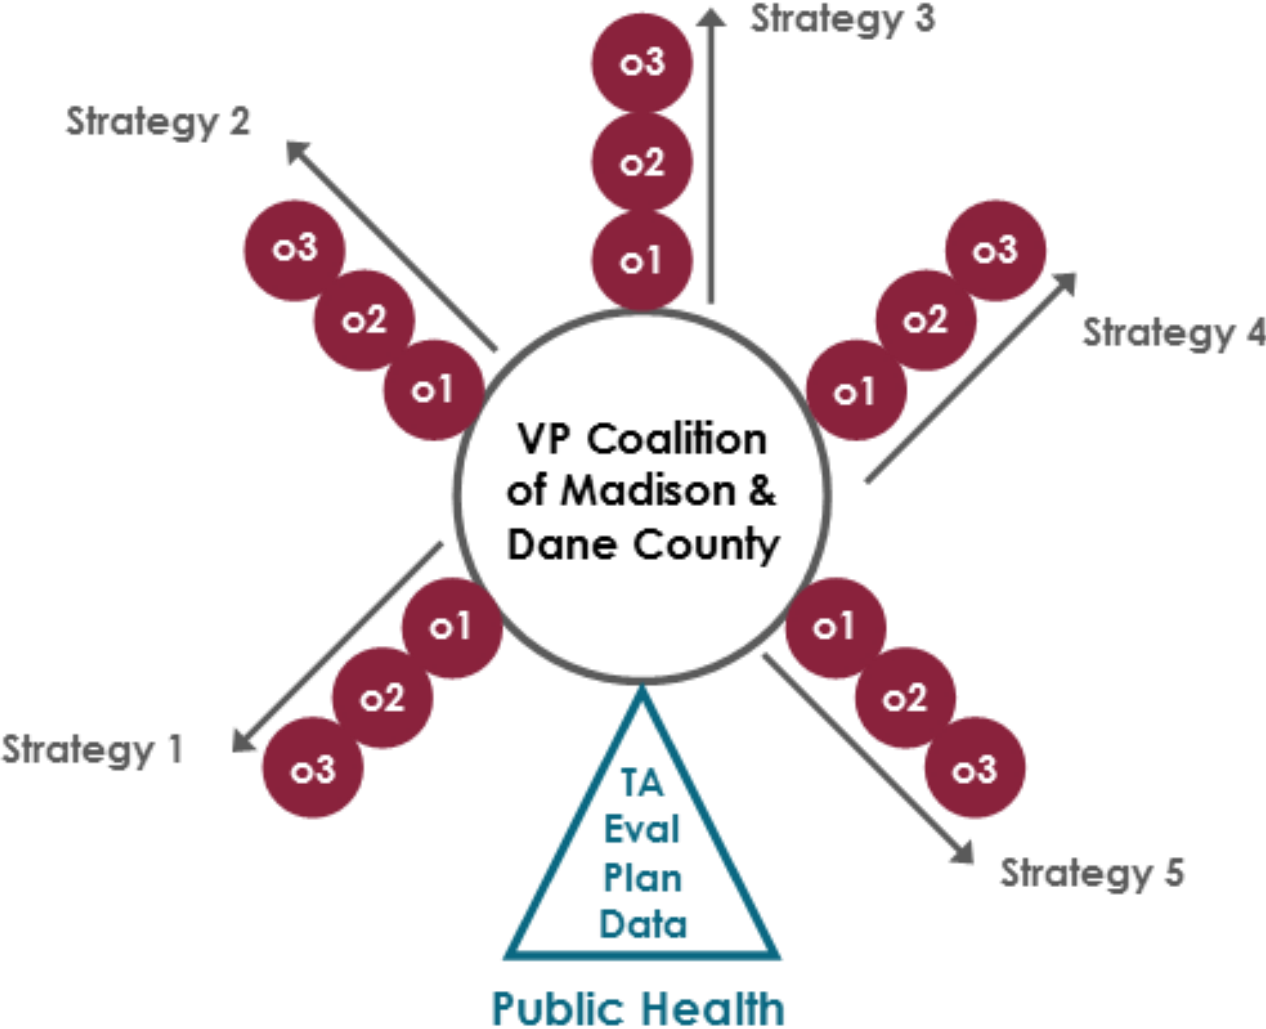 Strategy 3
o3
o2
o1
Strategy 2
o3
o2
o1
o3
o2
o1
Strategy 4
VP Coalition
of Madison &
Dane County
o1
o2
o3
Strategy 1
o1
o2
o3
Strategy 5
TA
Eval
Plan
Data
Public Health